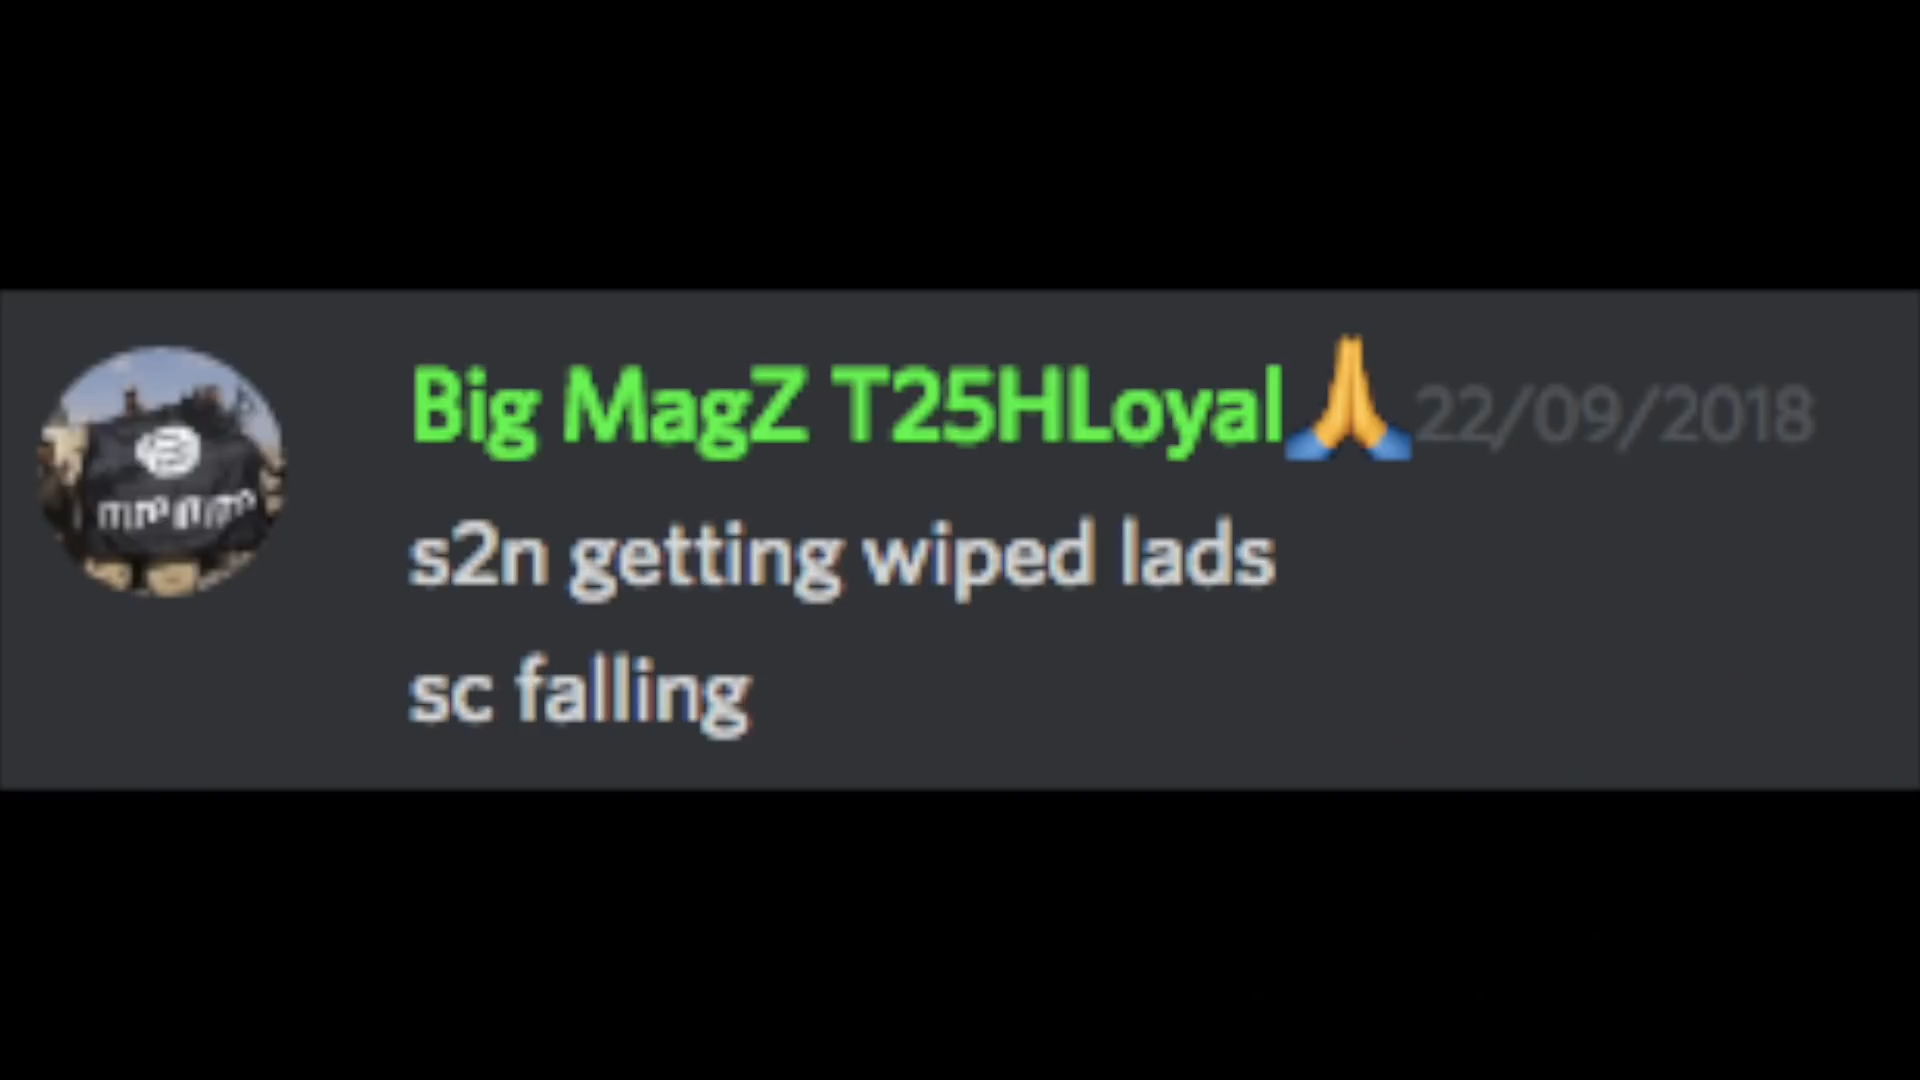 Big MagZ T25HLoyal🙏 22/09/2018
s2n getting wiped lads
sc falling